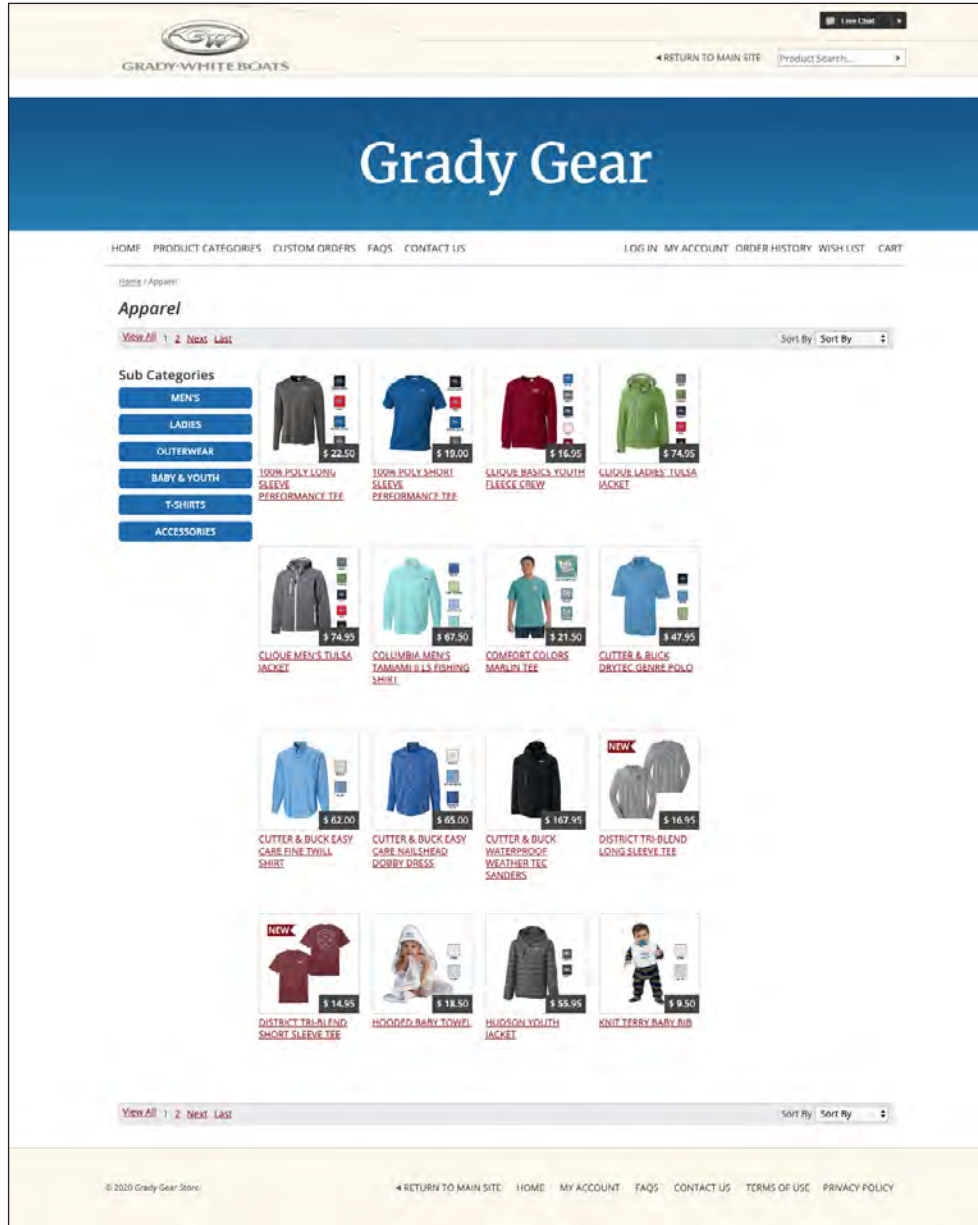 Live Chat
GRADY-WHITE BOATS
RETURN TO MAIN SITE
Product Search...
Grady Gear
HOME PRODUCT CATEGORIES CUSTOM ORDERS FAQS CONTACT US
LOG IN MY ACCOUNT ORDER HISTORY WISH LIST CART
Home / Apparel
Apparel
View All 1 2 Next Last
Sort By Sort By
Sub Categories
MEN'S
LADIES
OUTERWEAR
BABY & YOUTH
T-SHIRTS
ACCESSORIES
$ 22.50
100% POLY LONG
SLEEVE
PERFORMANCE TEE
$ 19.00
100% POLY SHORT
SLEEVE
PERFORMANCE TEE
$ 16.95
CLIQUE BASICS YOUTH
FLEECE CREW
$ 74.95
CLIQUE LADIES' TULSA
JACKET
$ 74.95
CLIQUE MEN'S TULSA
JACKET
$ 67.50
COLUMBIA MEN'S
TAMIAMI II LS FISHING
SHIRT
$ 21.50
COMFORT COLORS
MARLIN TEE
$ 47.95
CUTTER & BUCK
DRYTEC GENRE POLO
$ 62.00
CUTTER & BUCK EASY
CARE FINE TWILL
SHIRT
$ 65.00
CUTTER & BUCK EASY
CARE NAILSHEAD
DOBBY DRESS
$ 167.95
CUTTER & BUCK
WATERPROOF
WEATHER TEC
SANDERS
NEW
$ 16.95
DISTRICT TRI-BLEND
LONG SLEEVE TEE
NEW
$ 14.95
DISTRICT TRI-BLEND
SHORT SLEEVE TEE
$ 18.50
HOODED BABY TOWEL
$ 55.95
HUDSON YOUTH
JACKET
$ 9.50
KNIT TERRY BABY BIB
View All 1 2 Next Last
Sort By Sort By
© 2020 Grady Gear Store
RETURN TO MAIN SITE HOME MY ACCOUNT FAQS CONTACT US TERMS OF USE PRIVACY POLICY